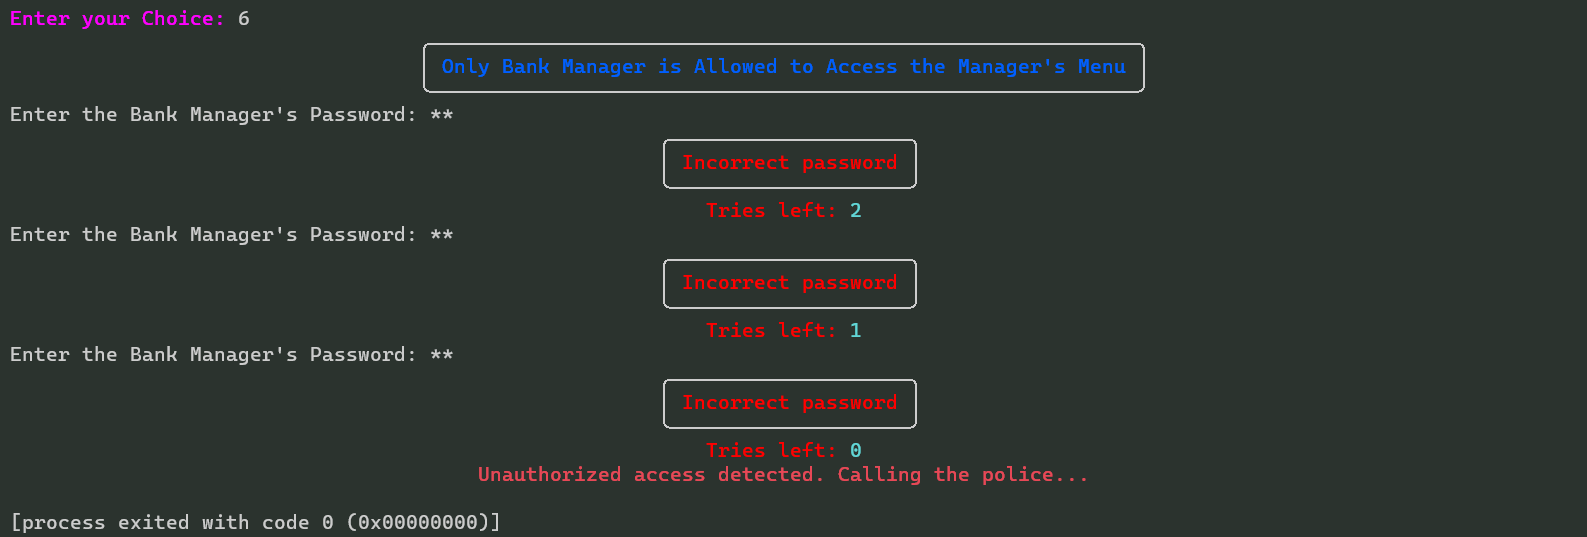 Enter your Choice: 6
Only Bank Manager is Allowed to Access the Manager's Menu
Enter the Bank Manager's Password: **
Incorrect password
Tries left: 2
Enter the Bank Manager's Password: **
Incorrect password
Tries left: 1
Enter the Bank Manager's Password: **
Incorrect password
Tries left: 0
Unauthorized access detected. Calling the police...
[process exited with code 0 (0x00000000)]